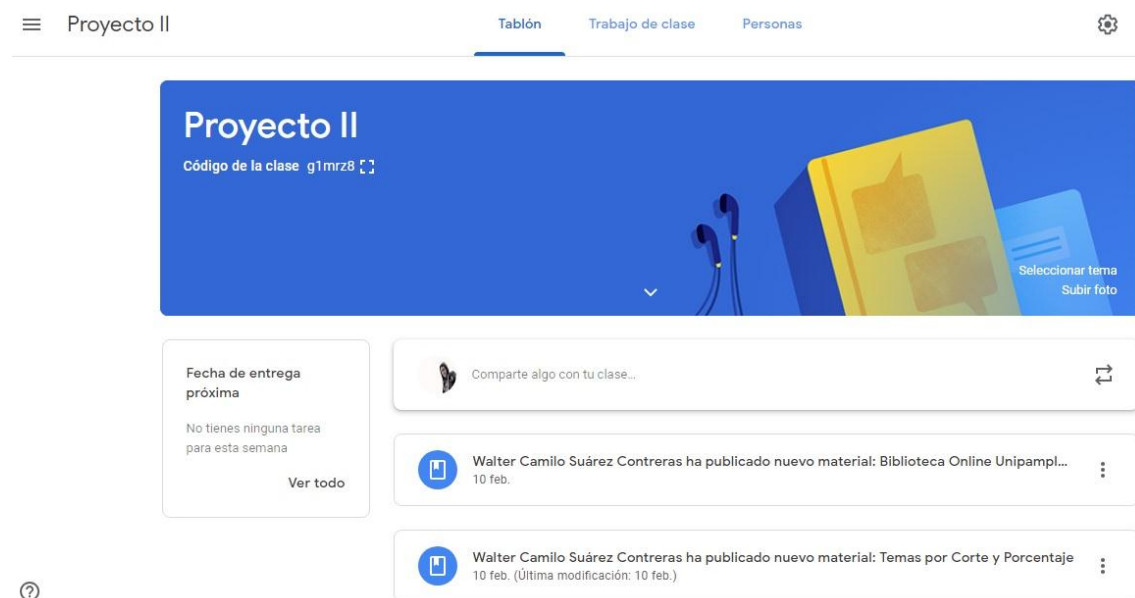 Proyecto II
Tablón
Trabajo de clase
Personas
Proyecto II
Código de la clase g1mrz8
Seleccionar tema
Subir foto
Fecha de entrega
próxima
No tienes ninguna tarea
para esta semana
Ver todo
Comparte algo con tu clase...
Walter Camilo Suárez Contreras ha publicado nuevo material: Biblioteca Online Unipampl...
10 feb.
Walter Camilo Suárez Contreras ha publicado nuevo material: Temas por Corte y Porcentaje
10 feb. (Última modificación: 10 feb.)